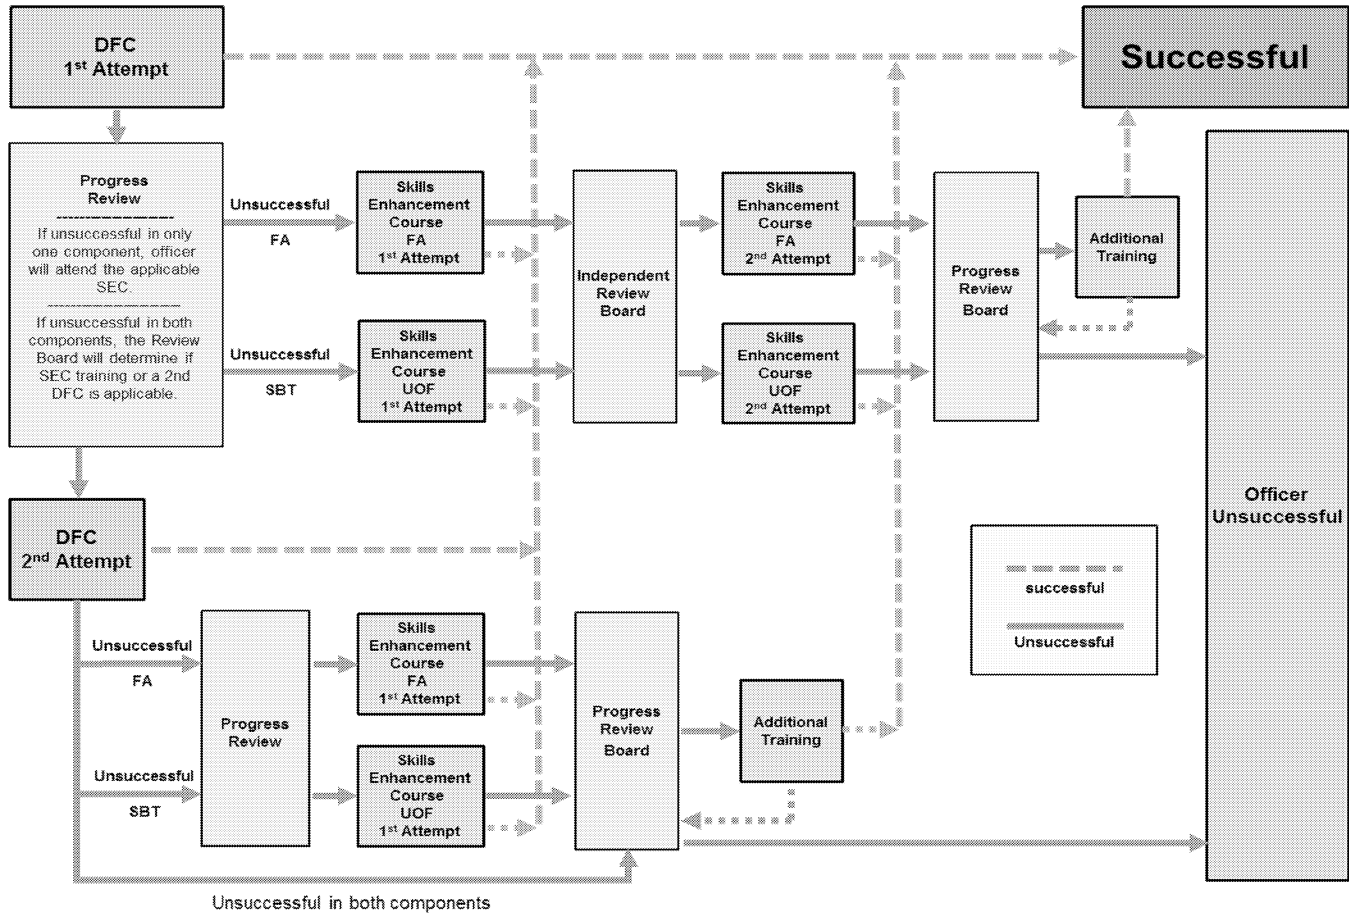 DFC
1st Attempt
Successful
Progress
Review
-------------------------
If unsuccessful in only
one component, officer
will attend the applicable
SEC.
----------------------------
If unsuccessful in both
components, the Review
Board will determine if
SEC training or a 2nd
DFC is applicable.
Unsuccessful
FA
Unsuccessful
SBT
Skills
Enhancement
Course
FA
1st Attempt
Skills
Enhancement
Course
UOF
1st Attempt
Independent
Review
Board
Skills
Enhancement
Course
FA
2nd Attempt
Skills
Enhancement
Course
UOF
2nd Attempt
Progress
Review
Board
Additional
Training
Officer
Unsuccessful
DFC
2nd Attempt
successful
Unsuccessful
Unsuccessful
FA
Unsuccessful
SBT
Progress
Review
Skills
Enhancement
Course
FA
1st Attempt
Skills
Enhancement
Course
UOF
1st Attempt
Progress
Review
Board
Additional
Training
Unsuccessful in both components